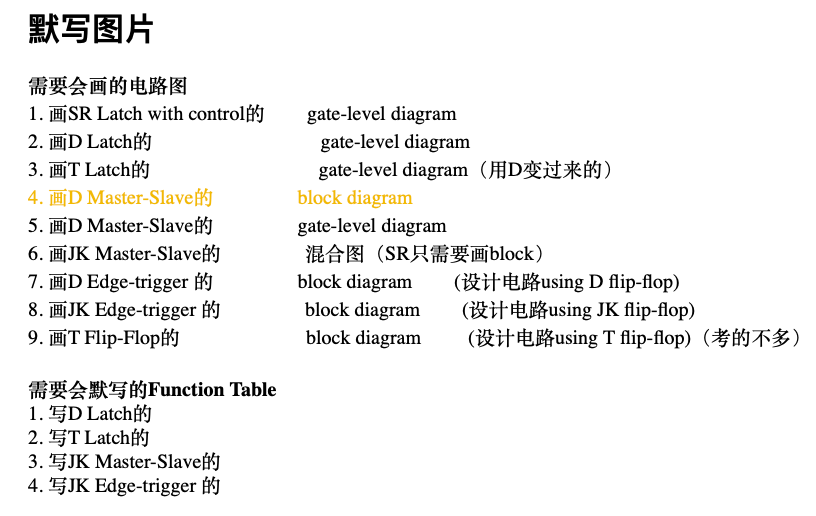 默写图片
需要会画的电路图
1. 画SR Latch with control的 gate-level diagram
2. 画D Latch的 gate-level diagram
3. 画T Latch的 gate-level diagram（用D变过来的）
4. 画D Master-Slave的 block diagram
5. 画D Master-Slave的 gate-level diagram
6. 画JK Master-Slave的 混合图（SR只需要画block）
7. 画D Edge-trigger 的 block diagram (设计电路using D flip-flop)
8. 画JK Edge-trigger 的 block diagram (设计电路using JK flip-flop)
9. 画T Flip-Flop的 block diagram (设计电路using T flip-flop)（考的不多）
需要会默写的Function Table
1. 写D Latch的
2. 写T Latch的
3. 写JK Master-Slave的
4. 写JK Edge-trigger 的